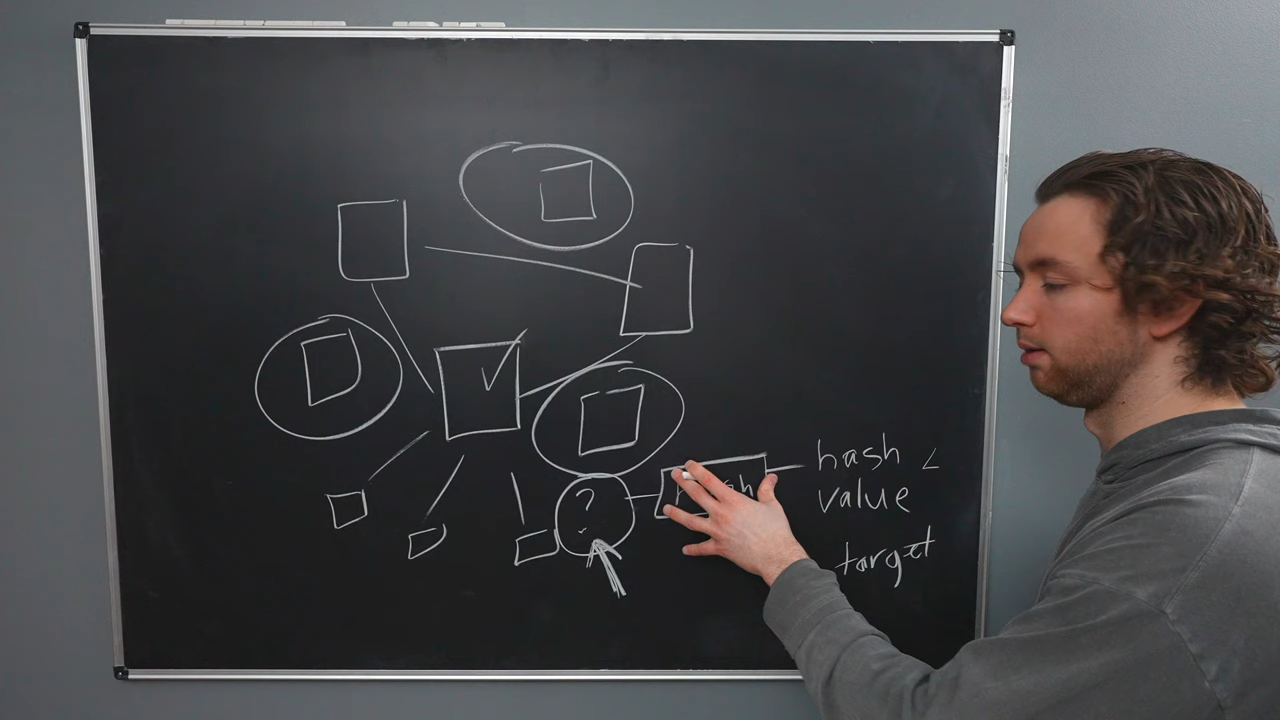 ?
hash <
value
target